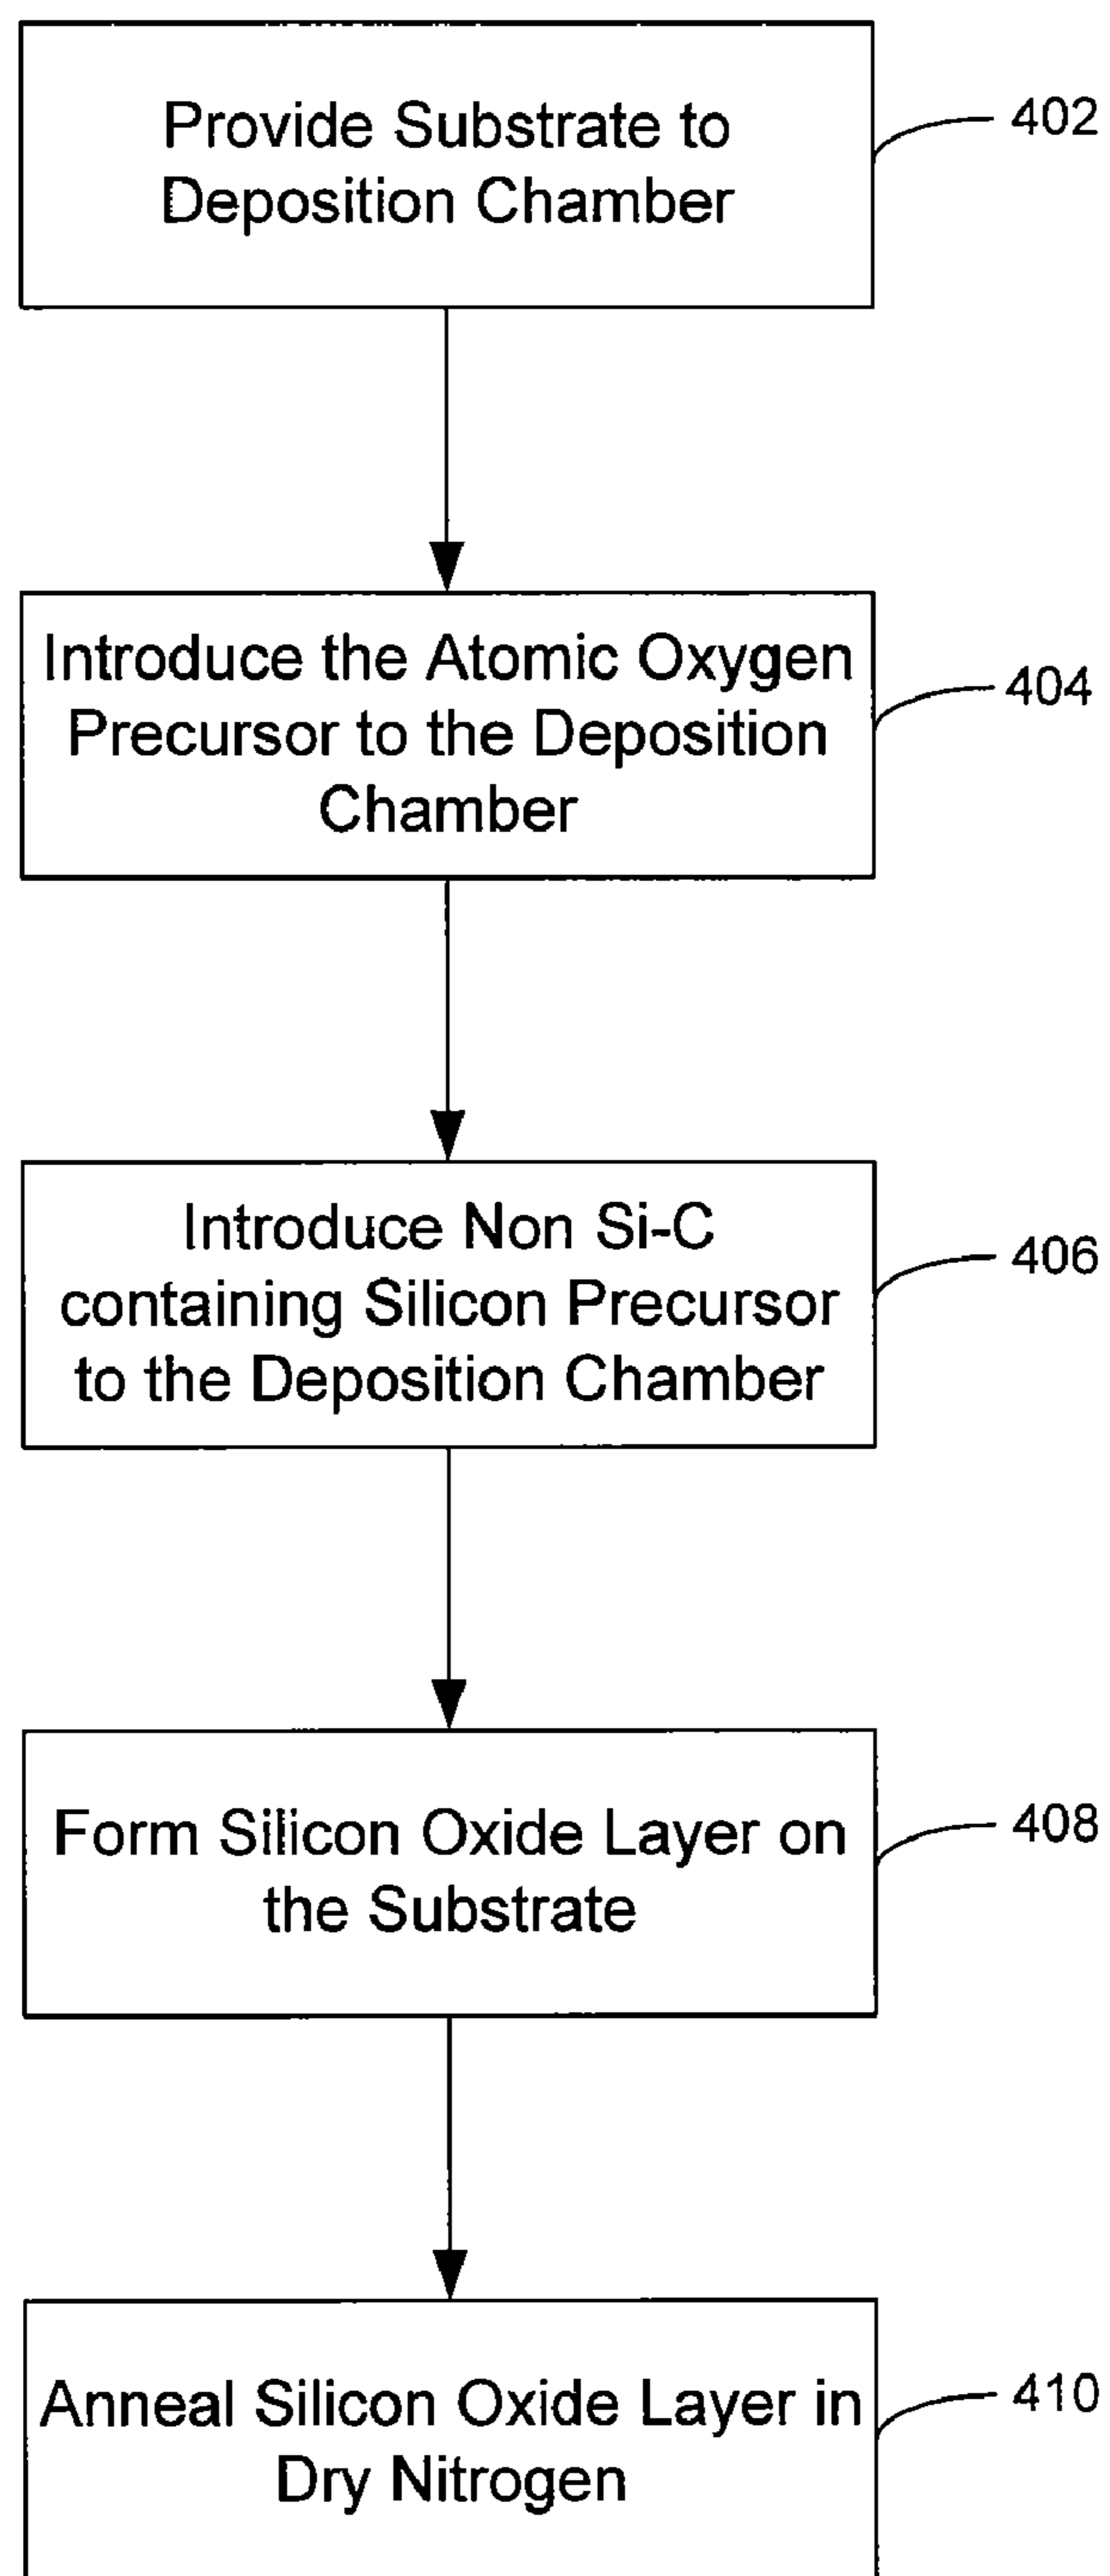 Provide Substrate to
Deposition Chamber
402
Introduce the Atomic Oxygen
Precursor to the Deposition
Chamber
404
Introduce Non Si-C
containing Silicon Precursor
to the Deposition Chamber
406
Form Silicon Oxide Layer on
the Substrate
408
Anneal Silicon Oxide Layer in
Dry Nitrogen
410